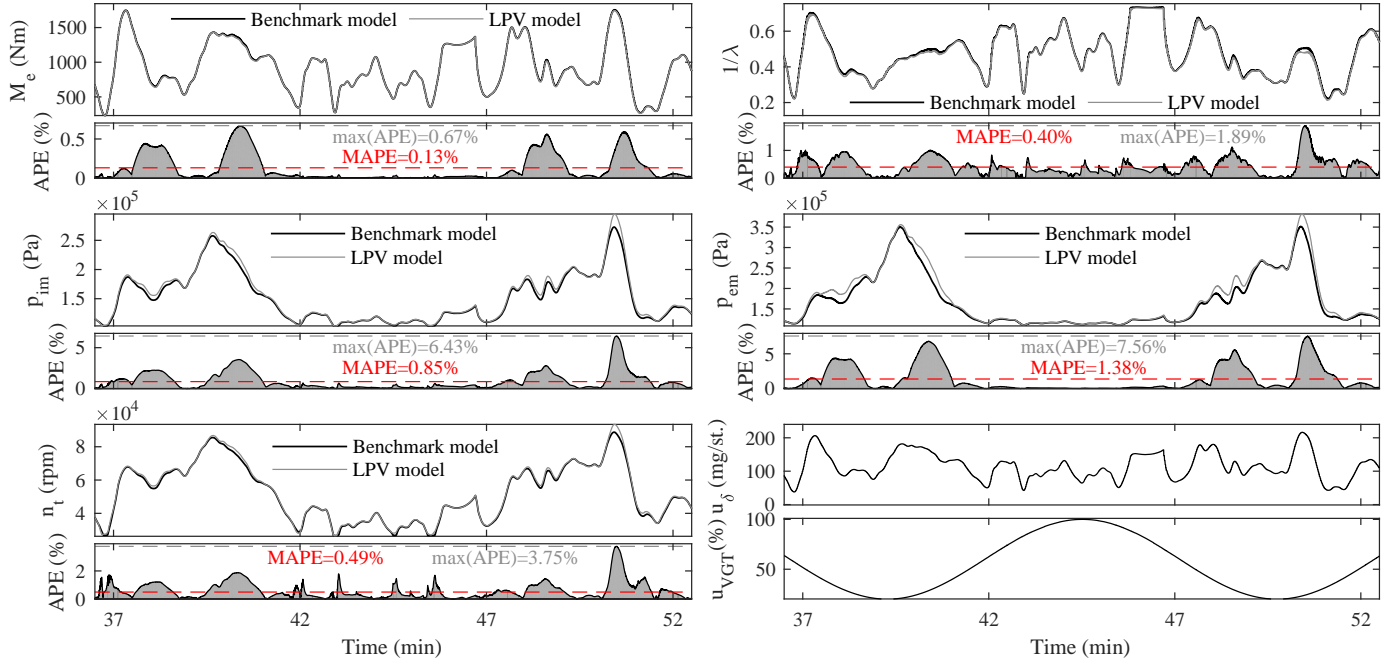 Benchmark model LPV model
M_e (Nm)
1500
1000
500
APE (%)
0.5
0
max(APE)=0.67%
MAPE=0.13%
×10^5
p_im (Pa)
2.5
2
1.5
Benchmark model
LPV model
APE (%)
5
0
max(APE)=6.43%
MAPE=0.85%
×10^4
n_t (rpm)
8
6
4
Benchmark model
LPV model
APE (%)
2
0
MAPE=0.49% max(APE)=3.75%
37 42 47 52
Time (min)
1/λ
0.6
0.4
0.2
Benchmark model LPV model
APE (%)
1
0
MAPE=0.40% max(APE)=1.89%
×10^5
p_em (Pa)
3.5
3
2.5
2
1.5
Benchmark model
LPV model
APE (%)
5
0
max(APE)=7.56%
MAPE=1.38%
u_δ (mg/st.)
200
100
0
u_VGT (%)
100
50
37 42 47 52
Time (min)